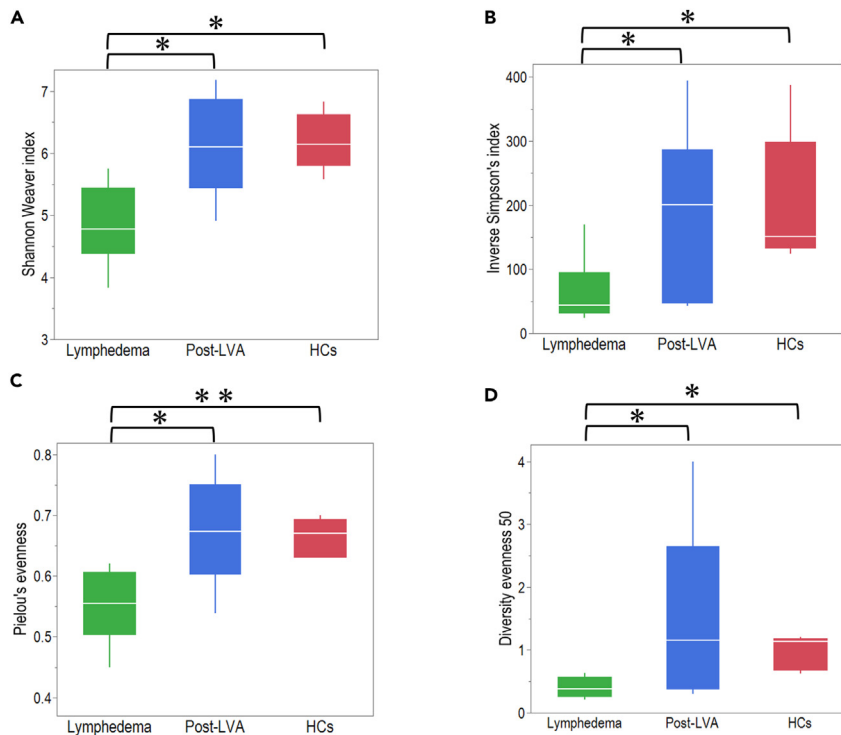 A
*
*
Shannon Weaver index
7
6
5
4
3
Lymphedema Post-LVA HCs
B
*
*
Inverse Simpson's index
400
300
200
100
0
Lymphedema Post-LVA HCs
C
* *
*
Pielou's evenness
0.8
0.7
0.6
0.5
0.4
Lymphedema Post-LVA HCs
D
*
*
Diversity evenness 50
4
3
2
1
0
Lymphedema Post-LVA HCs